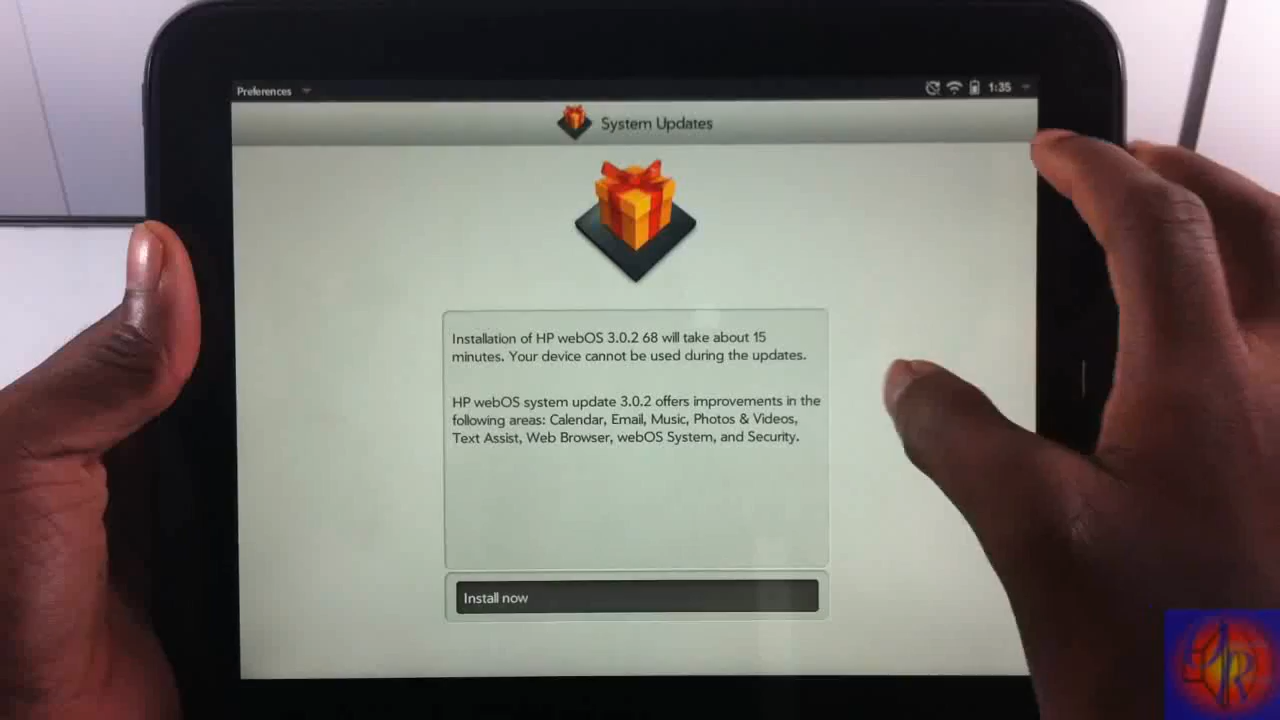 Preferences
1:35
System Updates
Installation of HP webOS 3.0.2 68 will take about 15
minutes. Your device cannot be used during the updates.
HP webOS system update 3.0.2 offers improvements in the
following areas: Calendar, Email, Music, Photos & Videos,
Text Assist, Web Browser, webOS System, and Security.
Install now